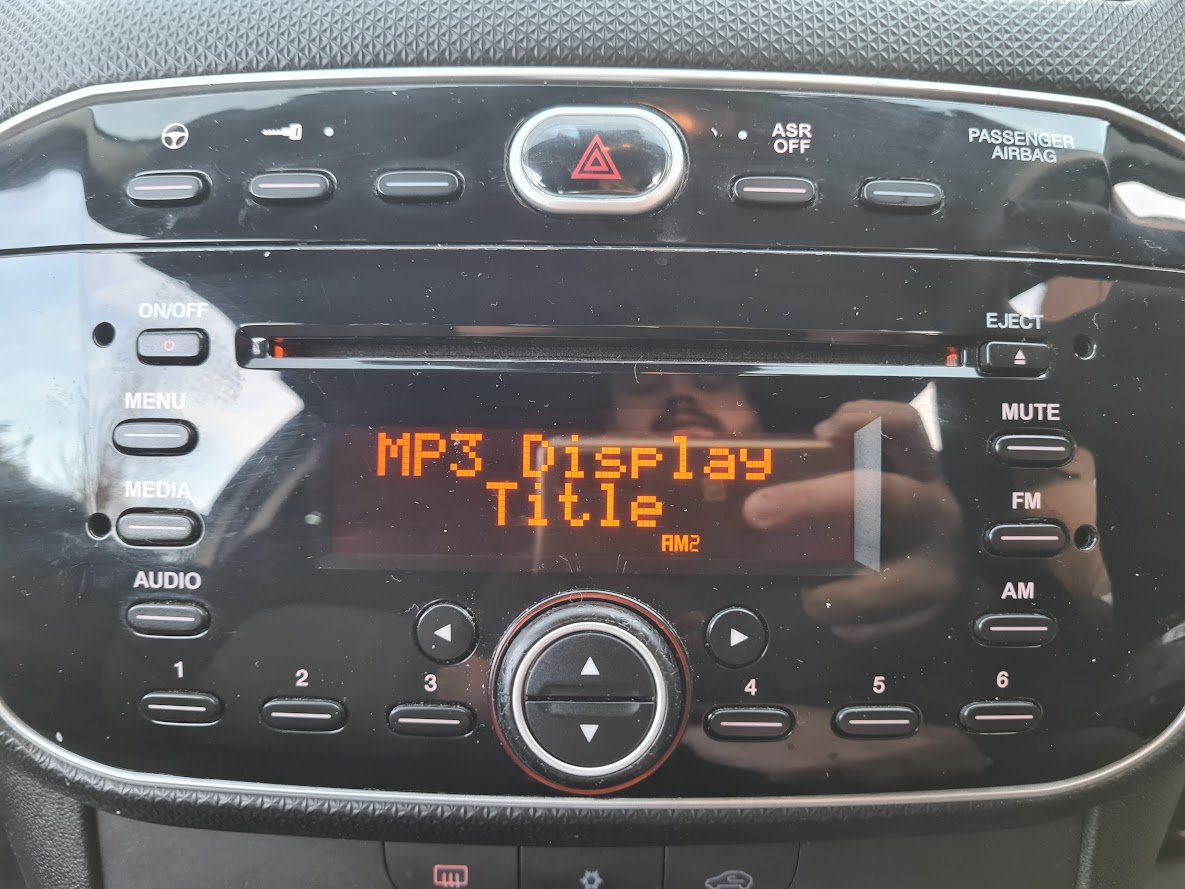 ASR
OFF
PASSENGER
AIRBAG
ON/OFF
EJECT
MENU
MUTE
MP3 Display
Title
AM2
MEDIA
FM
AUDIO
AM
1
2
3
4
5
6